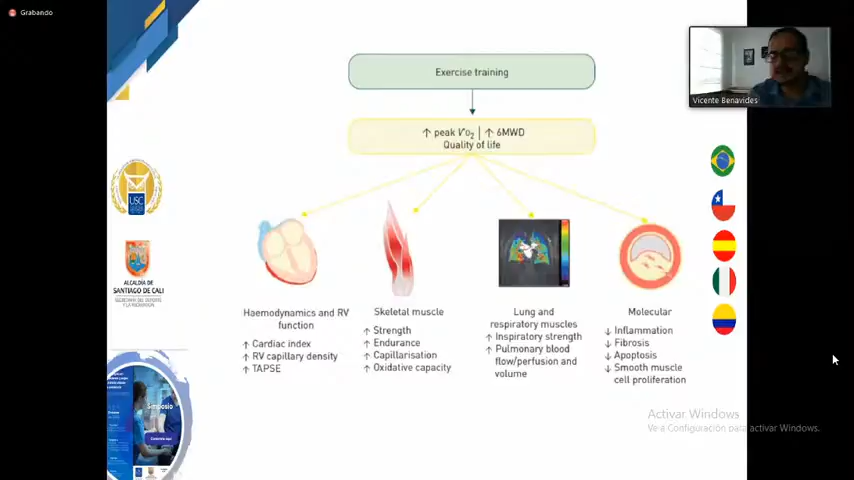 Grabando
Exercise training
↑ peak V'O₂ | ↑ 6MWD
Quality of life
Vicente Benavides
USC
ALCALDÍA DE
SANTIAGO DE CALI
Haemodynamics and RV
function
↑ Cardiac index
↑ RV capillary density
↑ TAPSE
Skeletal muscle
↑ Strength
↑ Endurance
↑ Capillarisation
↑ Oxidative capacity
Lung and
respiratory muscles
↑ Inspiratory strength
↑ Pulmonary blood
flow/perfusion and
volume
Molecular
↓ Inflammation
↓ Fibrosis
↓ Apoptosis
↓ Smooth muscle
cell proliferation
Simposio
Activar Windows
Ve a Configuración para activar Windows.